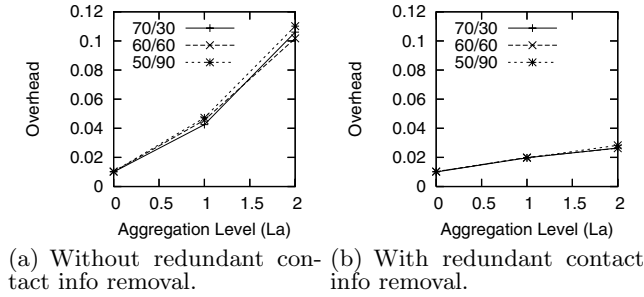 0.12
0.1
0.08
0.06
0.04
0.02
0
70/30
60/60
50/90
Overhead
0 0.5 1 1.5 2
Aggregation Level (La)
(a) Without redundant con-
tact info removal.
0.12
0.1
0.08
0.06
0.04
0.02
0
70/30
60/60
50/90
Overhead
0 0.5 1 1.5 2
Aggregation Level (La)
(b) With redundant contact
info removal.